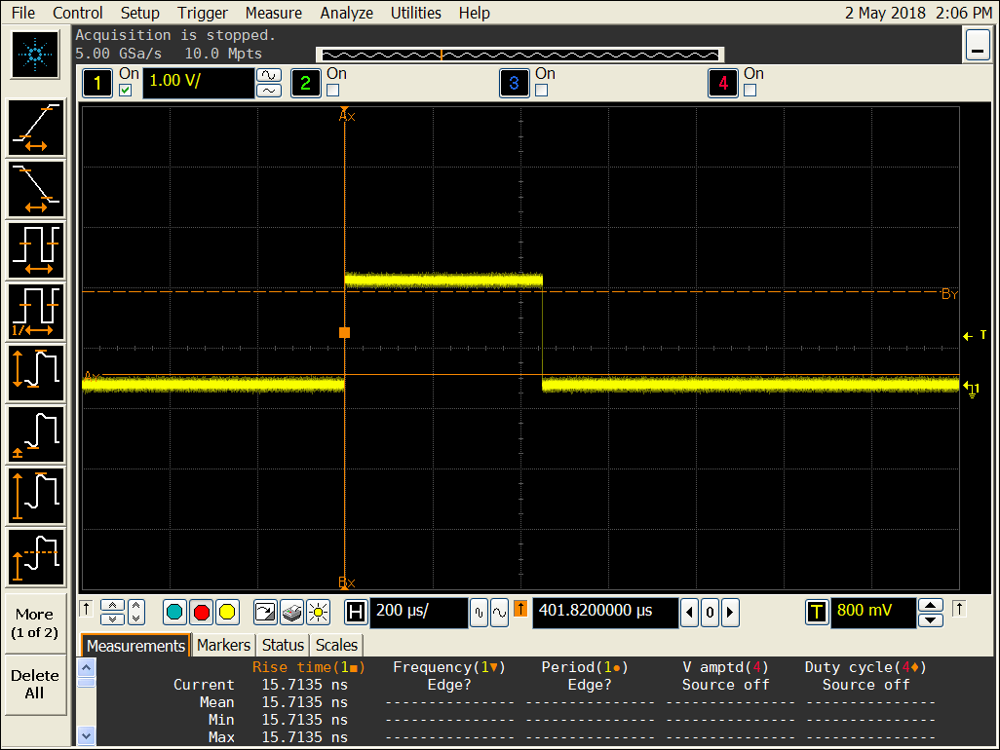 File Control Setup Trigger Measure Analyze Utilities Help 2 May 2018 2:06 PM
Acquisition is stopped.
5.00 GSa/s 10.0 Mpts
1 On 1.00 V/ 2 On 3 On 4 On
Ax
By
T
Ax
1
Bx
1/
More
(1 of 2)
Delete
All
H 200 µs/ 401.8200000 µs 0 T 800 mV
Measurements Markers Status Scales
Rise time(1■) Frequency(1▼) Period(1●) V amptd(4) Duty cycle(4♦)
Current 15.7135 ns Edge? Edge? Source off Source off
Mean 15.7135 ns --------------- --------------- --------------- ---------------
Min 15.7135 ns --------------- --------------- --------------- ---------------
Max 15.7135 ns --------------- --------------- --------------- ---------------